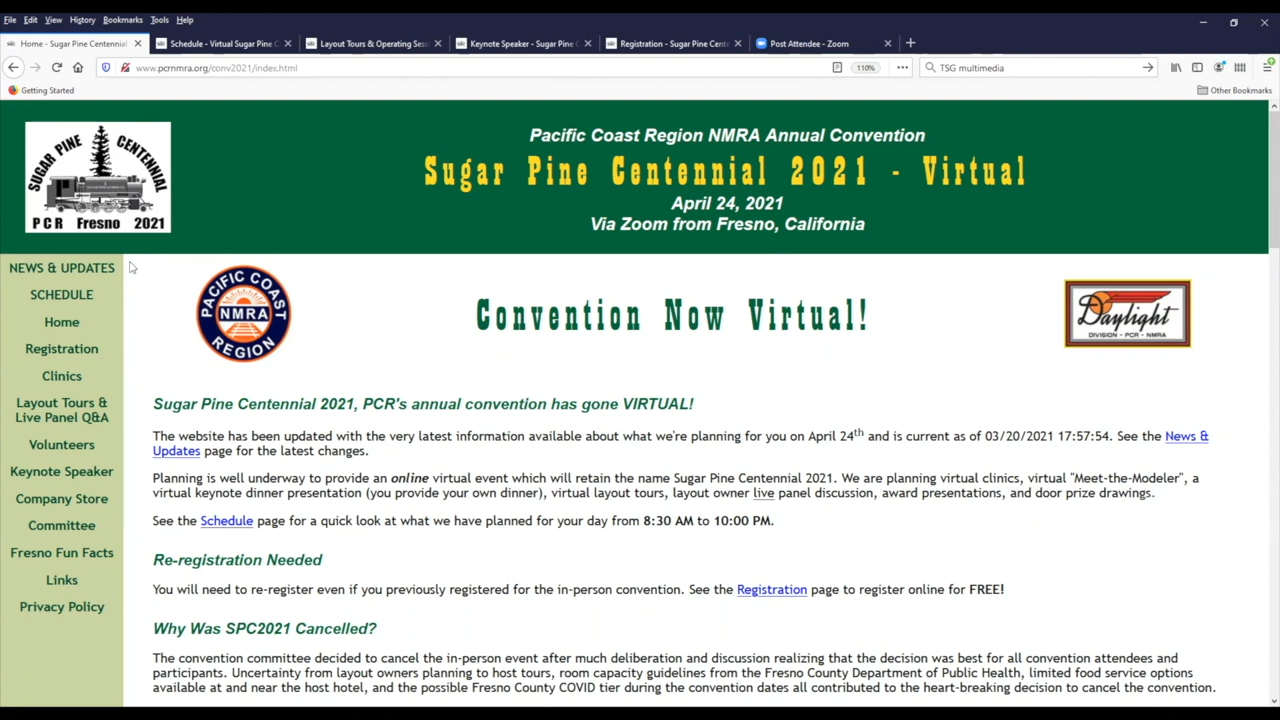 File Edit View History Bookmarks Tools Help
Home - Sugar Pine Centennial
Schedule - Virtual Sugar Pine C
Layout Tours & Operating Sess
Keynote Speaker - Sugar Pine C
Registration - Sugar Pine Cente
Post Attendee - Zoom
www.pcrnmra.org/conv2021/index.html
110%
TSG multimedia
Getting Started
Other Bookmarks
SUGAR PINE CENTENNIAL
PCR Fresno 2021
Pacific Coast Region NMRA Annual Convention
Sugar Pine Centennial 2021 - Virtual
April 24, 2021
Via Zoom from Fresno, California
NEWS & UPDATES
SCHEDULE
Home
Registration
Clinics
Layout Tours &
Live Panel Q&A
Volunteers
Keynote Speaker
Company Store
Committee
Fresno Fun Facts
Links
Privacy Policy
PACIFIC COAST
NMRA
REGION
Convention Now Virtual!
Daylight
DIVISION - PCR - NMRA
Sugar Pine Centennial 2021, PCR's annual convention has gone VIRTUAL!
The website has been updated with the very latest information available about what we're planning for you on April 24th and is current as of 03/20/2021 17:57:54. See the News &
Updates page for the latest changes.
Planning is well underway to provide an online virtual event which will retain the name Sugar Pine Centennial 2021. We are planning virtual clinics, virtual "Meet-the-Modeler", a
virtual keynote dinner presentation (you provide your own dinner), virtual layout tours, layout owner live panel discussion, award presentations, and door prize drawings.
See the Schedule page for a quick look at what we have planned for your day from 8:30 AM to 10:00 PM.
Re-registration Needed
You will need to re-register even if you previously registered for the in-person convention. See the Registration page to register online for FREE!
Why Was SPC2021 Cancelled?
The convention committee decided to cancel the in-person event after much deliberation and discussion realizing that the decision was best for all convention attendees and
participants. Uncertainty from layout owners planning to host tours, room capacity guidelines from the Fresno County Department of Public Health, limited food service options
available at and near the host hotel, and the possible Fresno County COVID tier during the convention dates all contributed to the heart-breaking decision to cancel the convention.